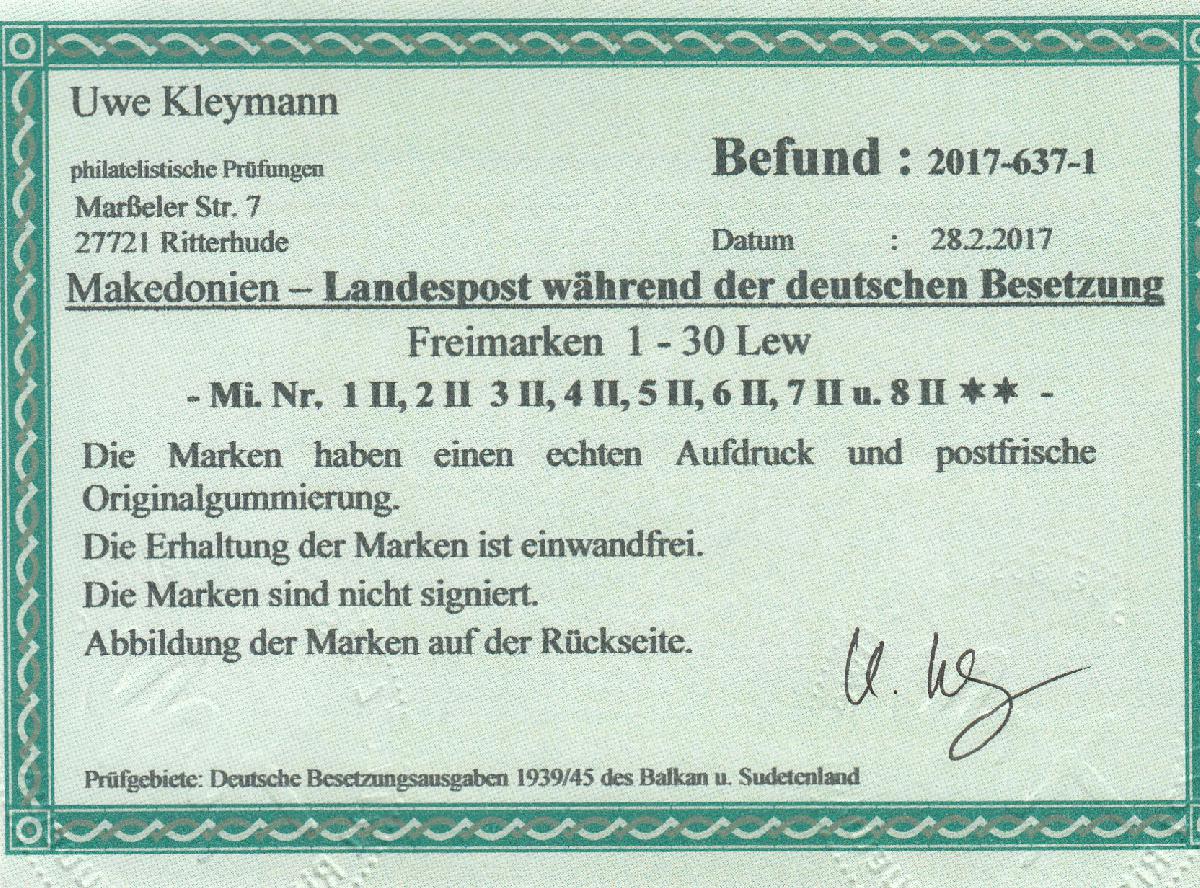 Uwe Kleymann
philatelistische Prüfungen
Marßeler Str. 7
27721 Ritterhude
Befund : 2017-637-1
Datum : 28.2.2017
Makedonien – Landespost während der deutschen Besetzung
Freimarken 1 - 30 Lew
- Mi. Nr. 1 II, 2 II 3 II, 4 II, 5 II, 6 II, 7 II u. 8 II ✶✶ -
Die Marken haben einen echten Aufdruck und postfrische
Originalgummierung.
Die Erhaltung der Marken ist einwandfrei.
Die Marken sind nicht signiert.
Abbildung der Marken auf der Rückseite.
Prüfgebiete: Deutsche Besetzungsausgaben 1939/45 des Balkan u. Sudetenland